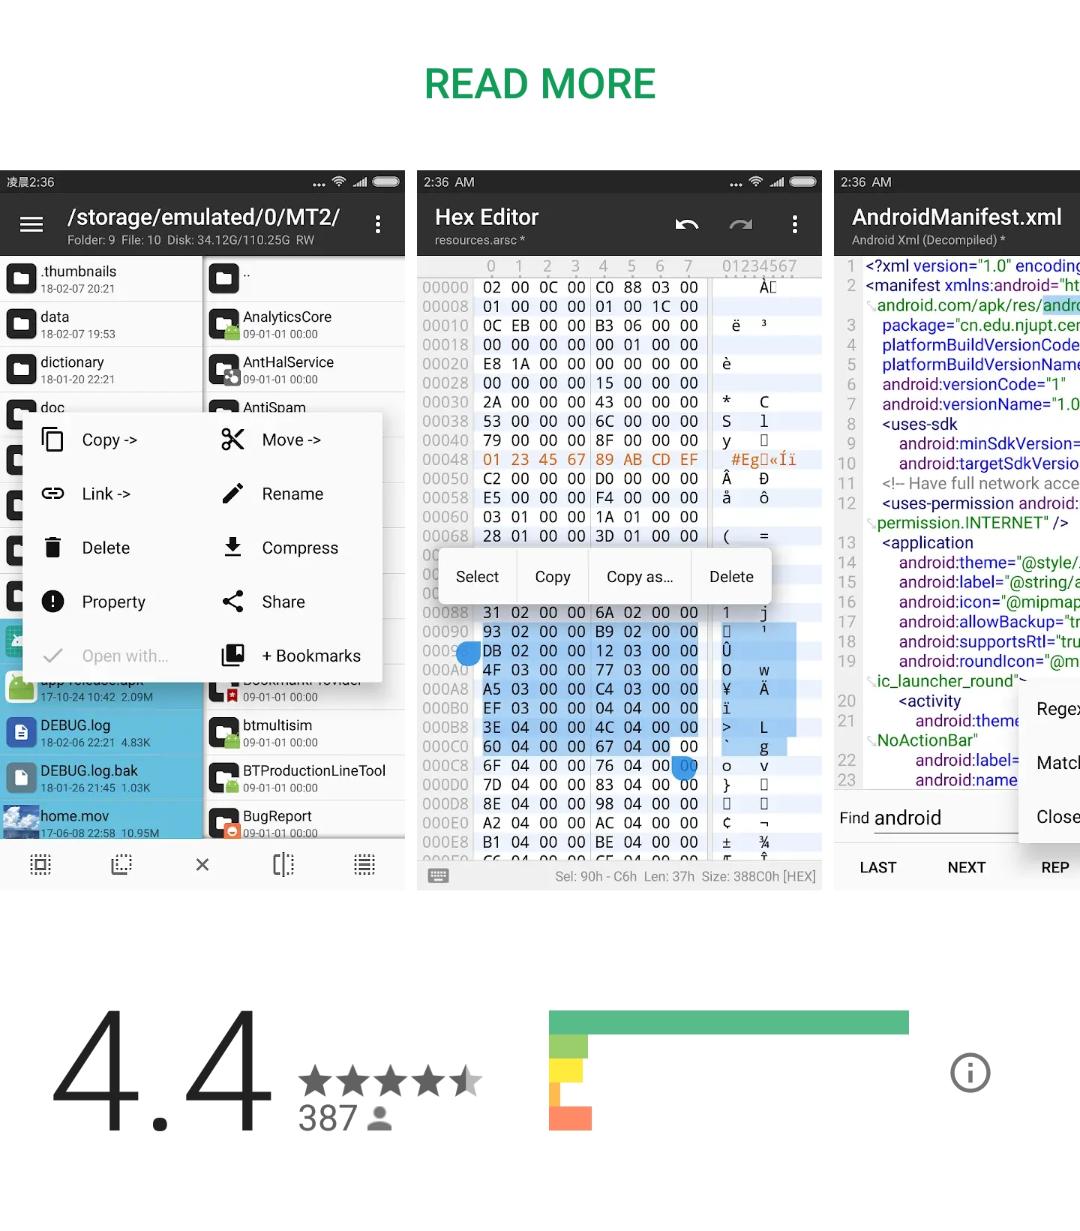 READ MORE
凌晨2:36
/storage/emulated/0/MT2/
Folder: 9 File: 10 Disk: 34.12G/110.25G RW
.thumbnails
18-02-07 20:21
data
18-02-07 19:53
dictionary
18-01-20 22:21
doc
..
AnalyticsCore
09-01-01 00:00
AntHalService
09-01-01 00:00
AntiSpam
Copy ->
Move ->
Link ->
Rename
Delete
Compress
Property
Share
Open with...
+ Bookmarks
app-release.apk
17-10-24 10:42 2.09M
DEBUG.log
18-02-06 22:21 4.83K
DEBUG.log.bak
18-01-26 21:45 1.03K
home.mov
17-06-08 22:58 10.95M
BookmarkProvider
09-01-01 00:00
btmultisim
09-01-01 00:00
BTProductionLineTool
09-01-01 00:00
BugReport
09-01-01 00:00
2:36 AM
Hex Editor
resources.arsc *
0 1 2 3 4 5 6 7 01234567
00000 02 00 0C 00 C0 88 03 00 À
00008 01 00 00 00 01 00 1C 00
00010 0C EB 00 00 B3 06 00 00 ë ³
00018 00 00 00 00 00 01 00 00
00020 E8 1A 00 00 00 00 00 00 è
00028 00 00 00 00 15 00 00 00
00030 2A 00 00 00 43 00 00 00 * C
00038 53 00 00 00 6C 00 00 00 S l
00040 79 00 00 00 8F 00 00 00 y
00048 01 23 45 67 89 AB CD EF #Eg«Íï
00050 C2 00 00 00 D0 00 00 00 Â Ð
00058 E5 00 00 00 F4 00 00 00 å ô
00060 03 01 00 00 1A 01 00 00
00068 28 01 00 00 3D 01 00 00 ( =
Select Copy Copy as... Delete
00088 31 02 00 00 6A 02 00 00 1 j
00090 93 02 00 00 B9 02 00 00 ¹
DB 02 00 00 12 03 00 00 Û
000A0 4F 03 00 00 77 03 00 00 O w
000A8 A5 03 00 00 C4 03 00 00 ¥ Ä
000B0 EF 03 00 00 04 04 00 00 ï
000B8 3E 04 00 00 4C 04 00 00 > L
000C0 60 04 00 00 67 04 00 00 ` g
000C8 6F 04 00 00 76 04 00 00 o v
000D0 7D 04 00 00 83 04 00 00 }
000D8 8E 04 00 00 98 04 00 00
000E0 A2 04 00 00 AC 04 00 00 ¢ ¬
000E8 B1 04 00 00 BE 04 00 00 ± ¾
Sel: 90h - C6h Len: 37h Size: 388C0h [HEX]
2:36 AM
AndroidManifest.xml
Android Xml (Decompiled) *
1 <?xml version="1.0" encoding
2 <manifest xmlns:android="ht
android.com/apk/res/andro
3 package="cn.edu.njupt.cer
4 platformBuildVersionCode
5 platformBuildVersionName
6 android:versionCode="1"
7 android:versionName="1.0
8 <uses-sdk
9 android:minSdkVersion=
10 android:targetSdkVersio
11 <!-- Have full network acce
12 <uses-permission android:
permission.INTERNET" />
13 <application
14 android:theme="@style/
15 android:label="@string/a
16 android:icon="@mipmap
17 android:allowBackup="tr
18 android:supportsRtl="tru
19 android:roundIcon="@m
ic_launcher_round">
20 <activity
21 android:theme
NoActionBar"
22 android:label=
23 android:name
Regex
Match
Close
Find android
LAST NEXT REP
4.4
387